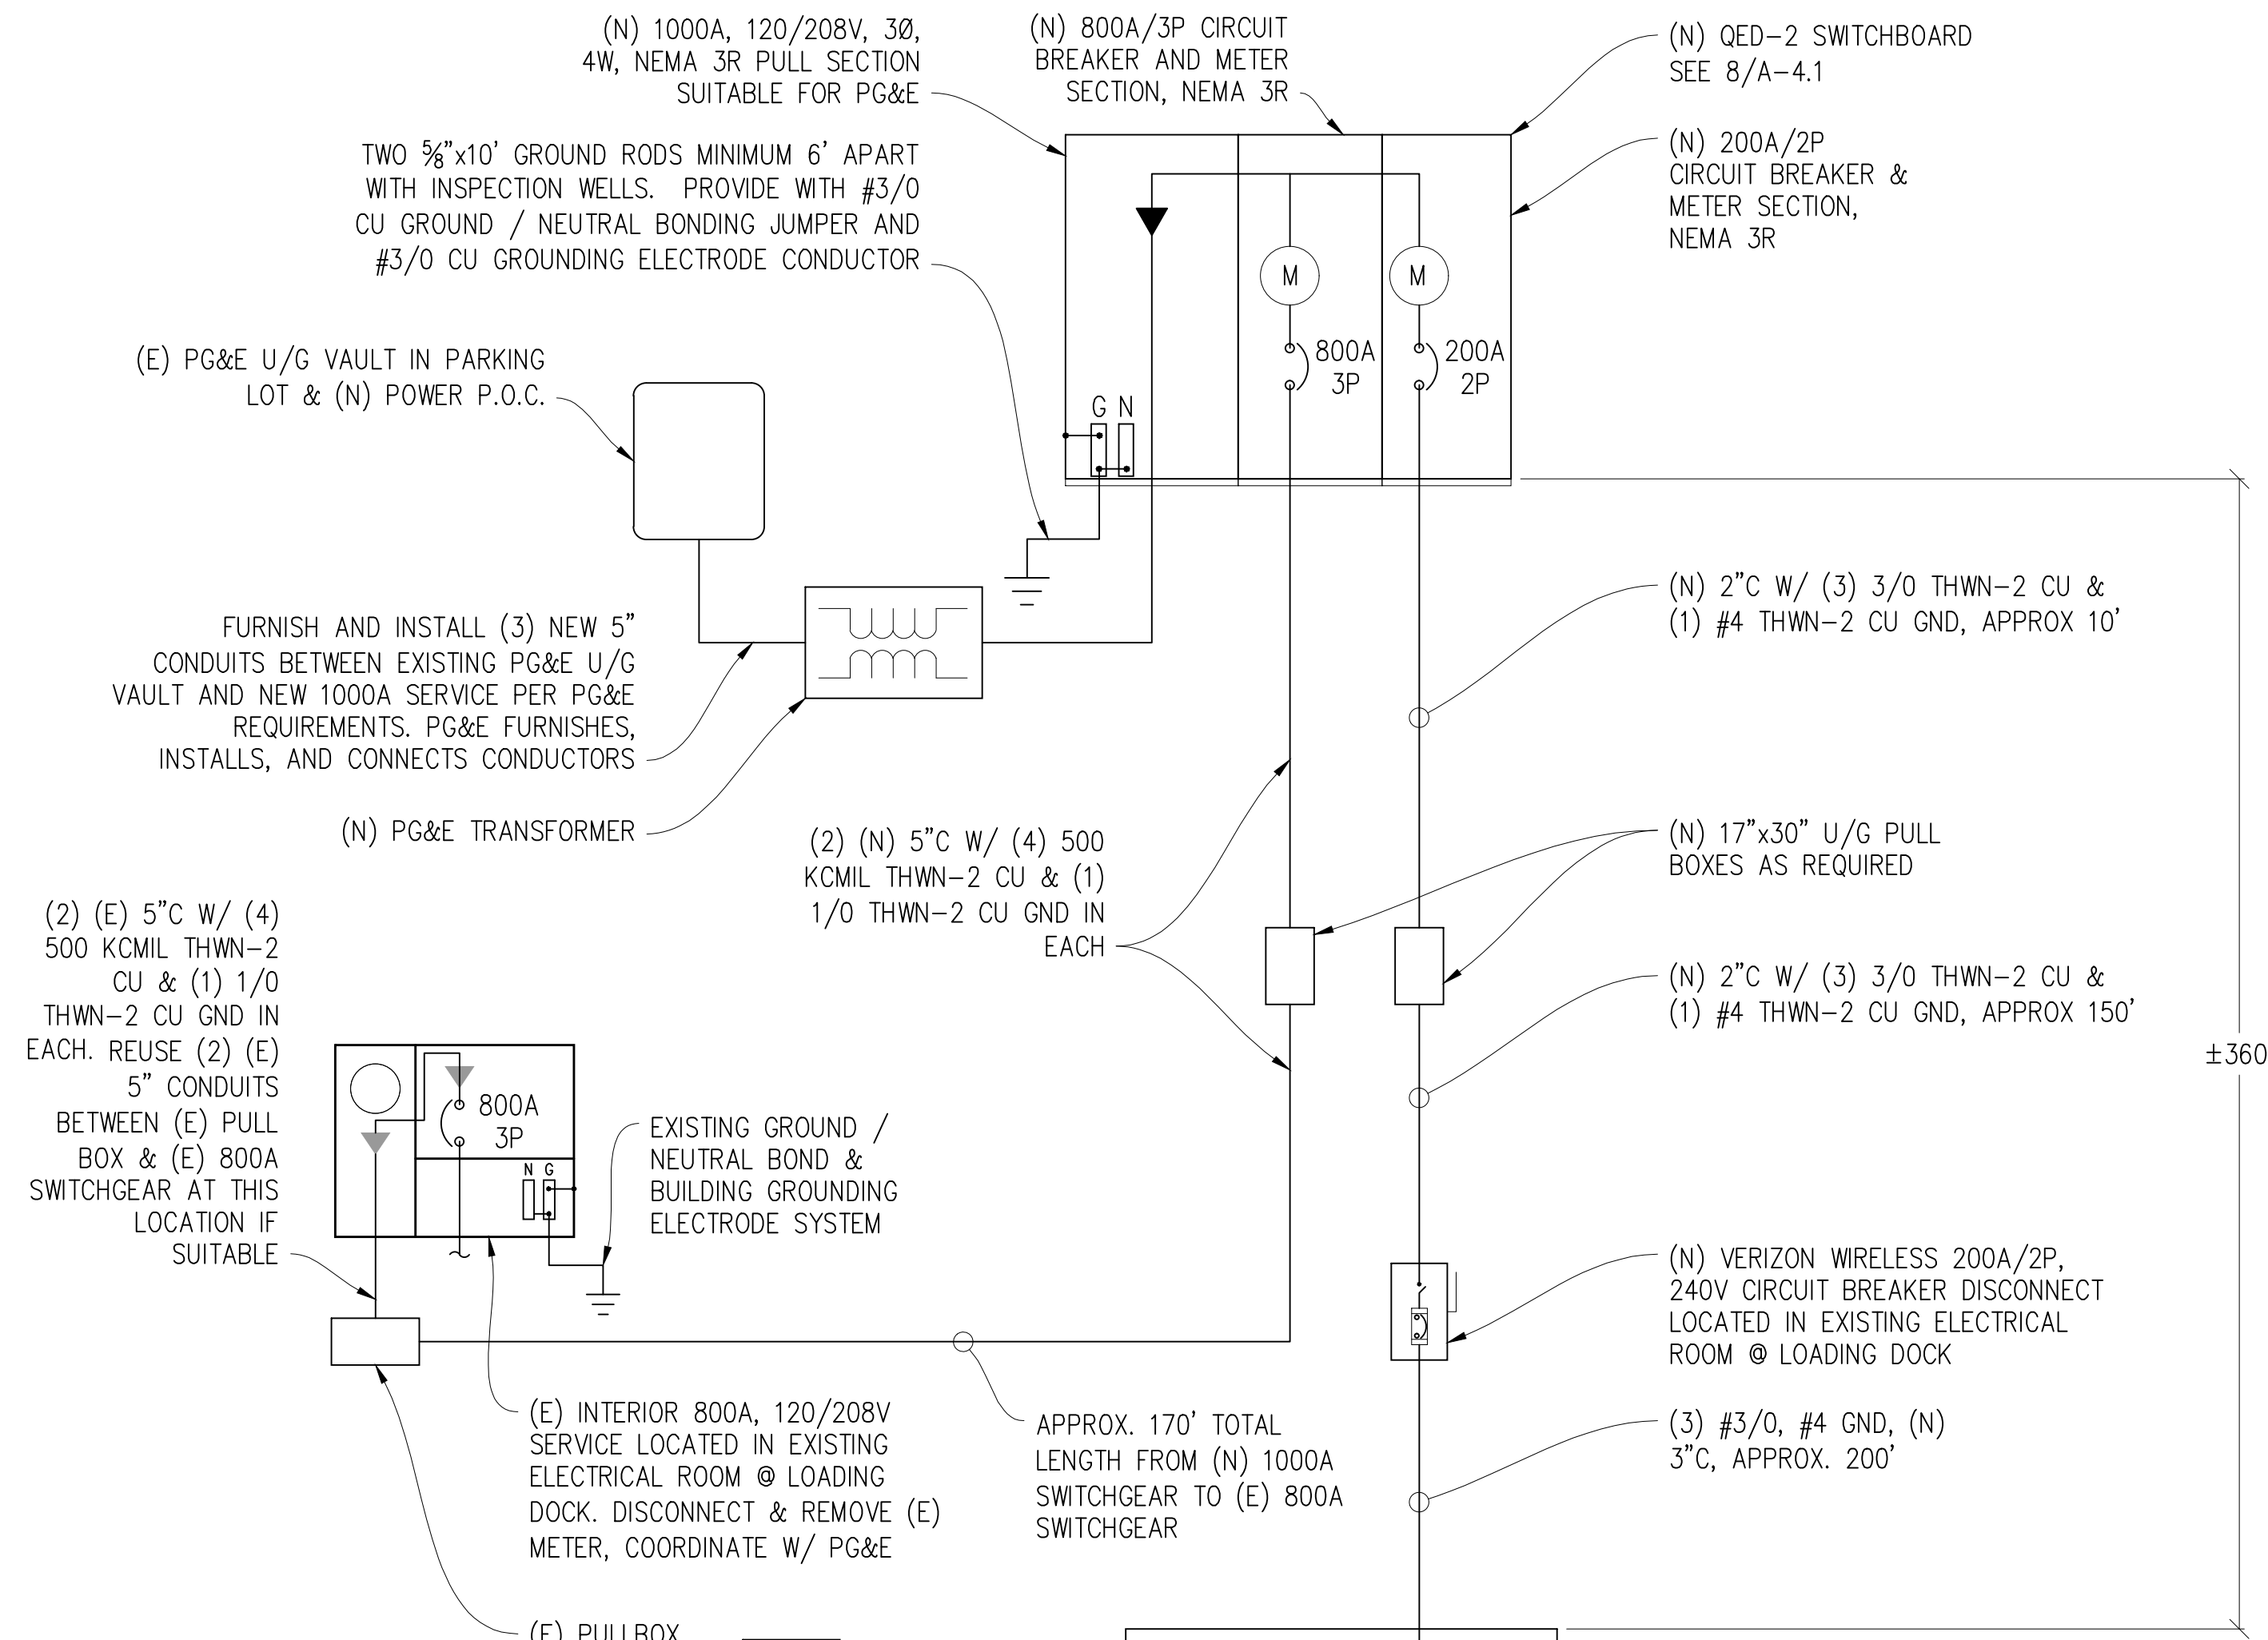 (N) 1000A, 120/208V, 3Ø,
4W, NEMA 3R PULL SECTION
SUITABLE FOR PG&E
(N) 800A/3P CIRCUIT
BREAKER AND METER
SECTION, NEMA 3R
(N) QED-2 SWITCHBOARD
SEE 8/A-4.1
TWO ⅝"x10' GROUND RODS MINIMUM 6' APART
WITH INSPECTION WELLS. PROVIDE WITH #3/0
CU GROUND / NEUTRAL BONDING JUMPER AND
#3/0 CU GROUNDING ELECTRODE CONDUCTOR
(N) 200A/2P
CIRCUIT BREAKER &
METER SECTION,
NEMA 3R
M
M
800A
3P
200A
2P
G N
(E) PG&E U/G VAULT IN PARKING
LOT & (N) POWER P.O.C.
FURNISH AND INSTALL (3) NEW 5"
CONDUITS BETWEEN EXISTING PG&E U/G
VAULT AND NEW 1000A SERVICE PER PG&E
REQUIREMENTS. PG&E FURNISHES,
INSTALLS, AND CONNECTS CONDUCTORS
(N) PG&E TRANSFORMER
(N) 2"C W/ (3) 3/0 THWN-2 CU &
(1) #4 THWN-2 CU GND, APPROX 10'
(2) (N) 5"C W/ (4) 500
KCMIL THWN-2 CU & (1)
1/0 THWN-2 CU GND IN
EACH
(N) 17"x30" U/G PULL
BOXES AS REQUIRED
(2) (E) 5"C W/ (4)
500 KCMIL THWN-2
CU & (1) 1/0
THWN-2 CU GND IN
EACH. REUSE (2) (E)
5" CONDUITS
BETWEEN (E) PULL
BOX & (E) 800A
SWITCHGEAR AT THIS
LOCATION IF
SUITABLE
(N) 2"C W/ (3) 3/0 THWN-2 CU &
(1) #4 THWN-2 CU GND, APPROX 150'
±360
800A
3P
N G
EXISTING GROUND /
NEUTRAL BOND &
BUILDING GROUNDING
ELECTRODE SYSTEM
(N) VERIZON WIRELESS 200A/2P,
240V CIRCUIT BREAKER DISCONNECT
LOCATED IN EXISTING ELECTRICAL
ROOM @ LOADING DOCK
(E) INTERIOR 800A, 120/208V
SERVICE LOCATED IN EXISTING
ELECTRICAL ROOM @ LOADING
DOCK. DISCONNECT & REMOVE (E)
METER, COORDINATE W/ PG&E
APPROX. 170' TOTAL
LENGTH FROM (N) 1000A
SWITCHGEAR TO (E) 800A
SWITCHGEAR
(3) #3/0, #4 GND, (N)
3"C, APPROX. 200'
(E) PULLBOX